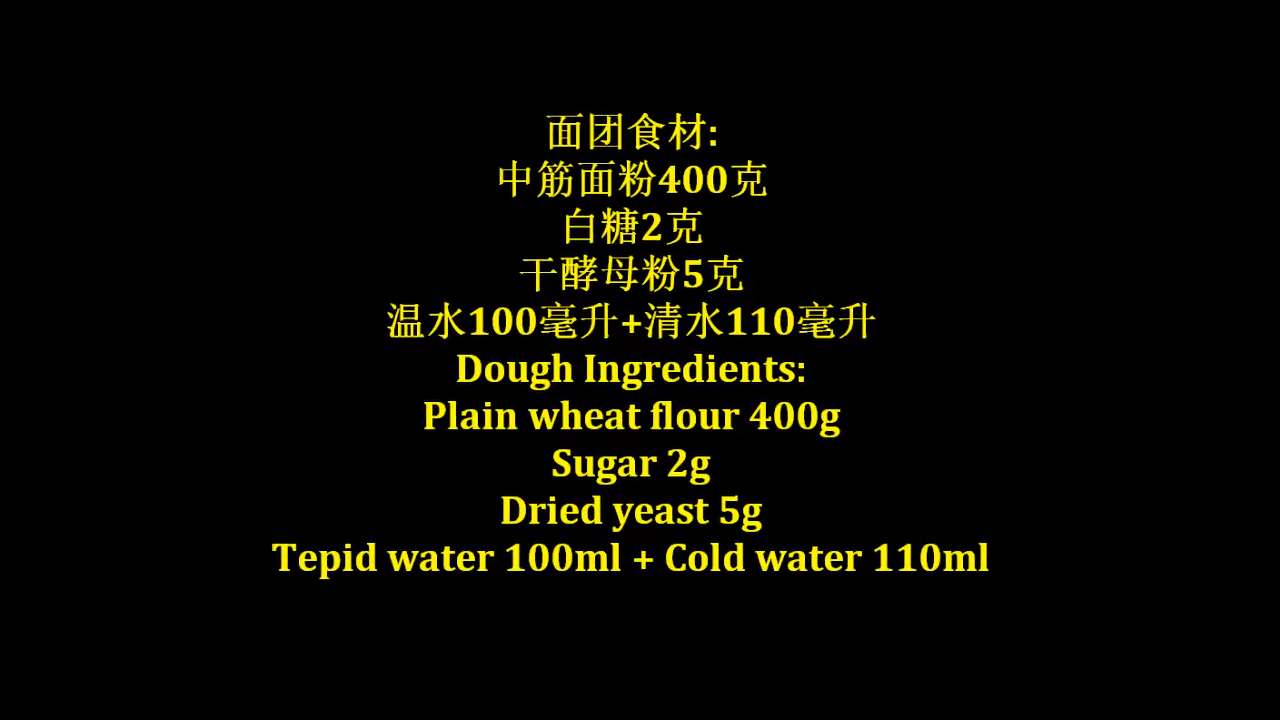 面团食材:
中筋面粉400克
白糖2克
干酵母粉5克
温水100毫升+清水110毫升
Dough Ingredients:
Plain wheat flour 400g
Sugar 2g
Dried yeast 5g
Tepid water 100ml + Cold water 110ml